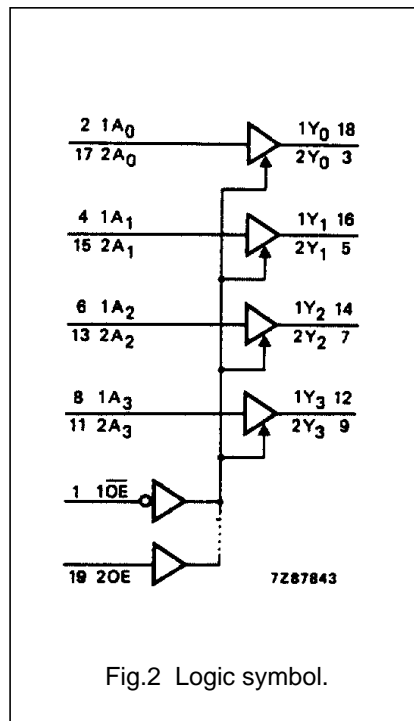 2 1A0 1Y0 18
17 2A0 2Y0 3
4 1A1 1Y1 16
15 2A1 2Y1 5
6 1A2 1Y2 14
13 2A2 2Y2 7
8 1A3 1Y3 12
11 2A3 2Y3 9
1 1O̅E̅
19 2OE 7Z87843
Fig.2 Logic symbol.